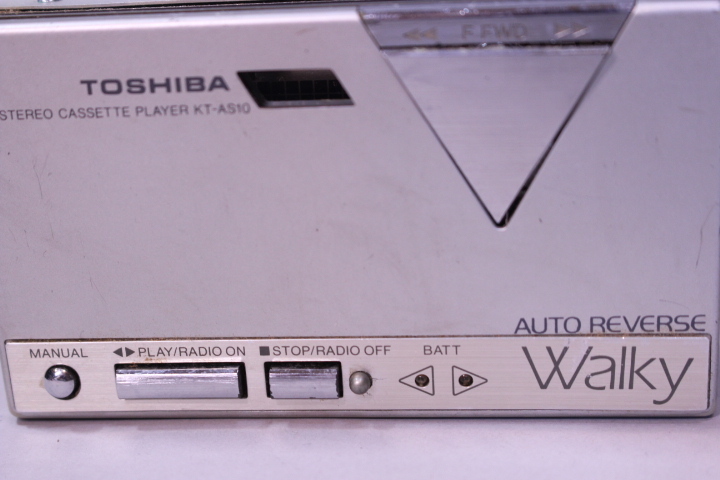 ◀◀ F.FWD ▶▶
TOSHIBA
STEREO CASSETTE PLAYER KT-AS10
AUTO REVERSE
MANUAL ◀▶PLAY/RADIO ON ■STOP/RADIO OFF BATT
Walky